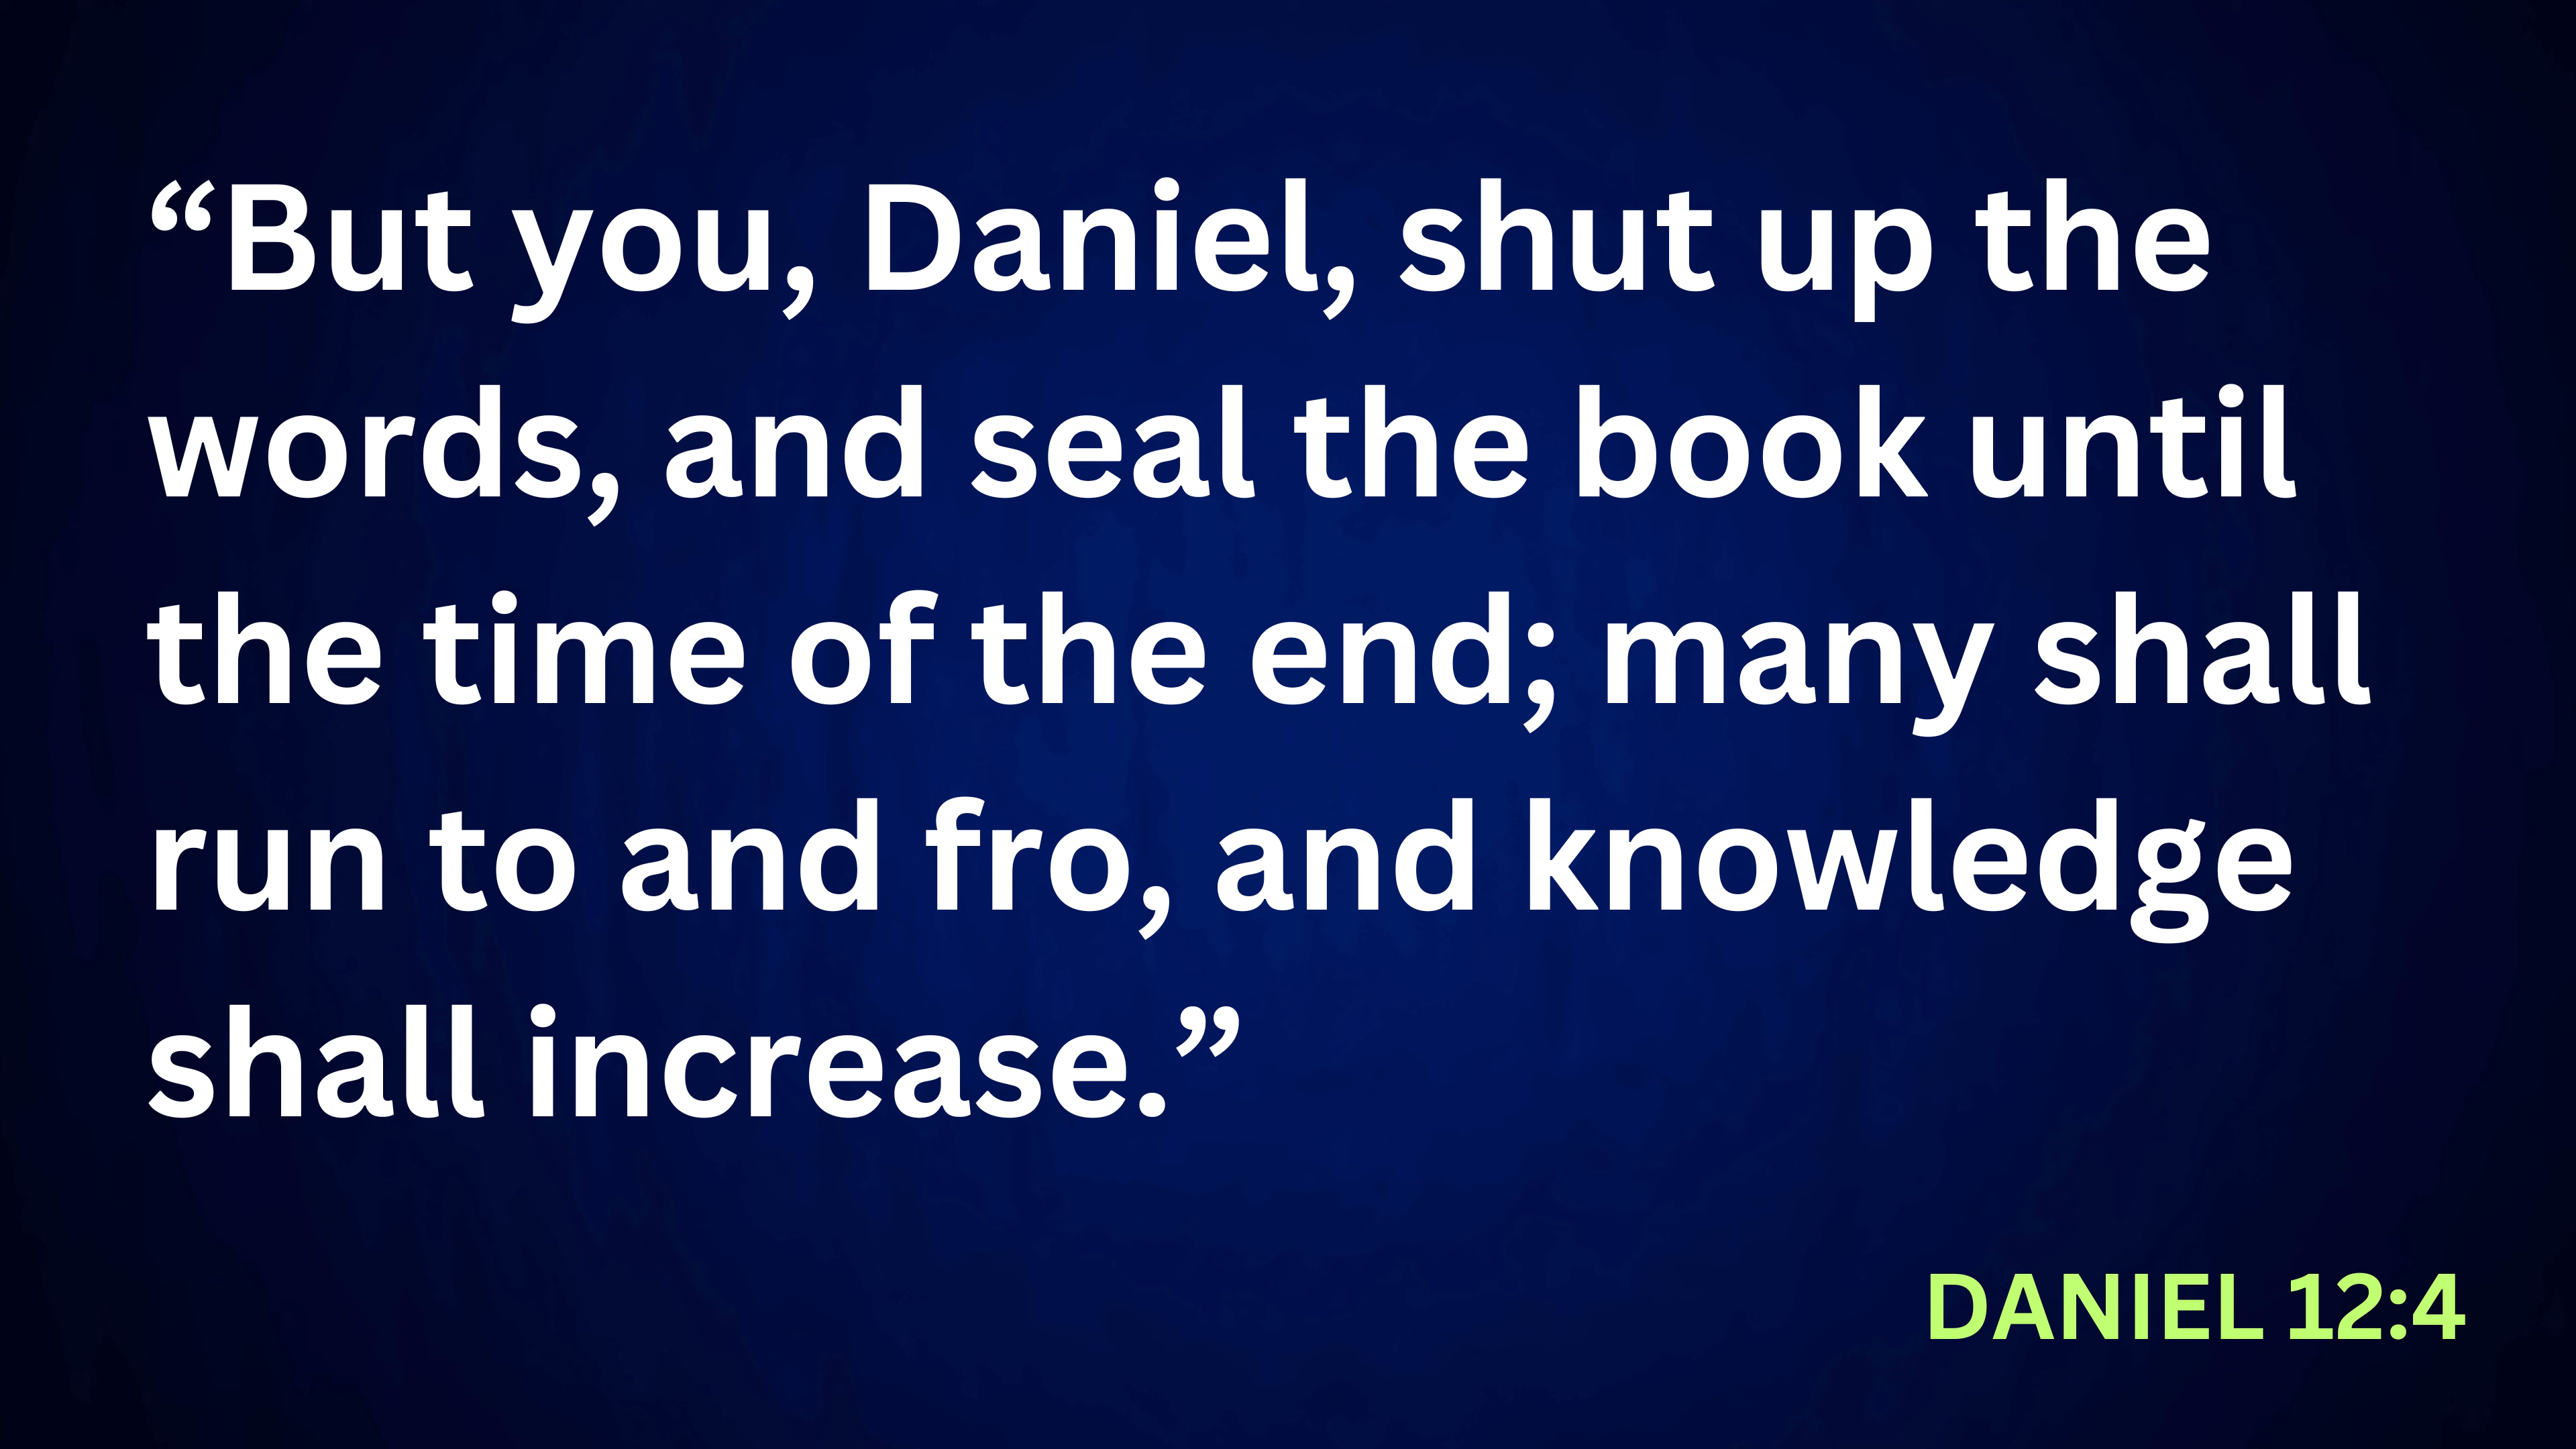 “But you, Daniel, shut up the
words, and seal the book until
the time of the end; many shall
run to and fro, and knowledge
shall increase.”
DANIEL 12:4